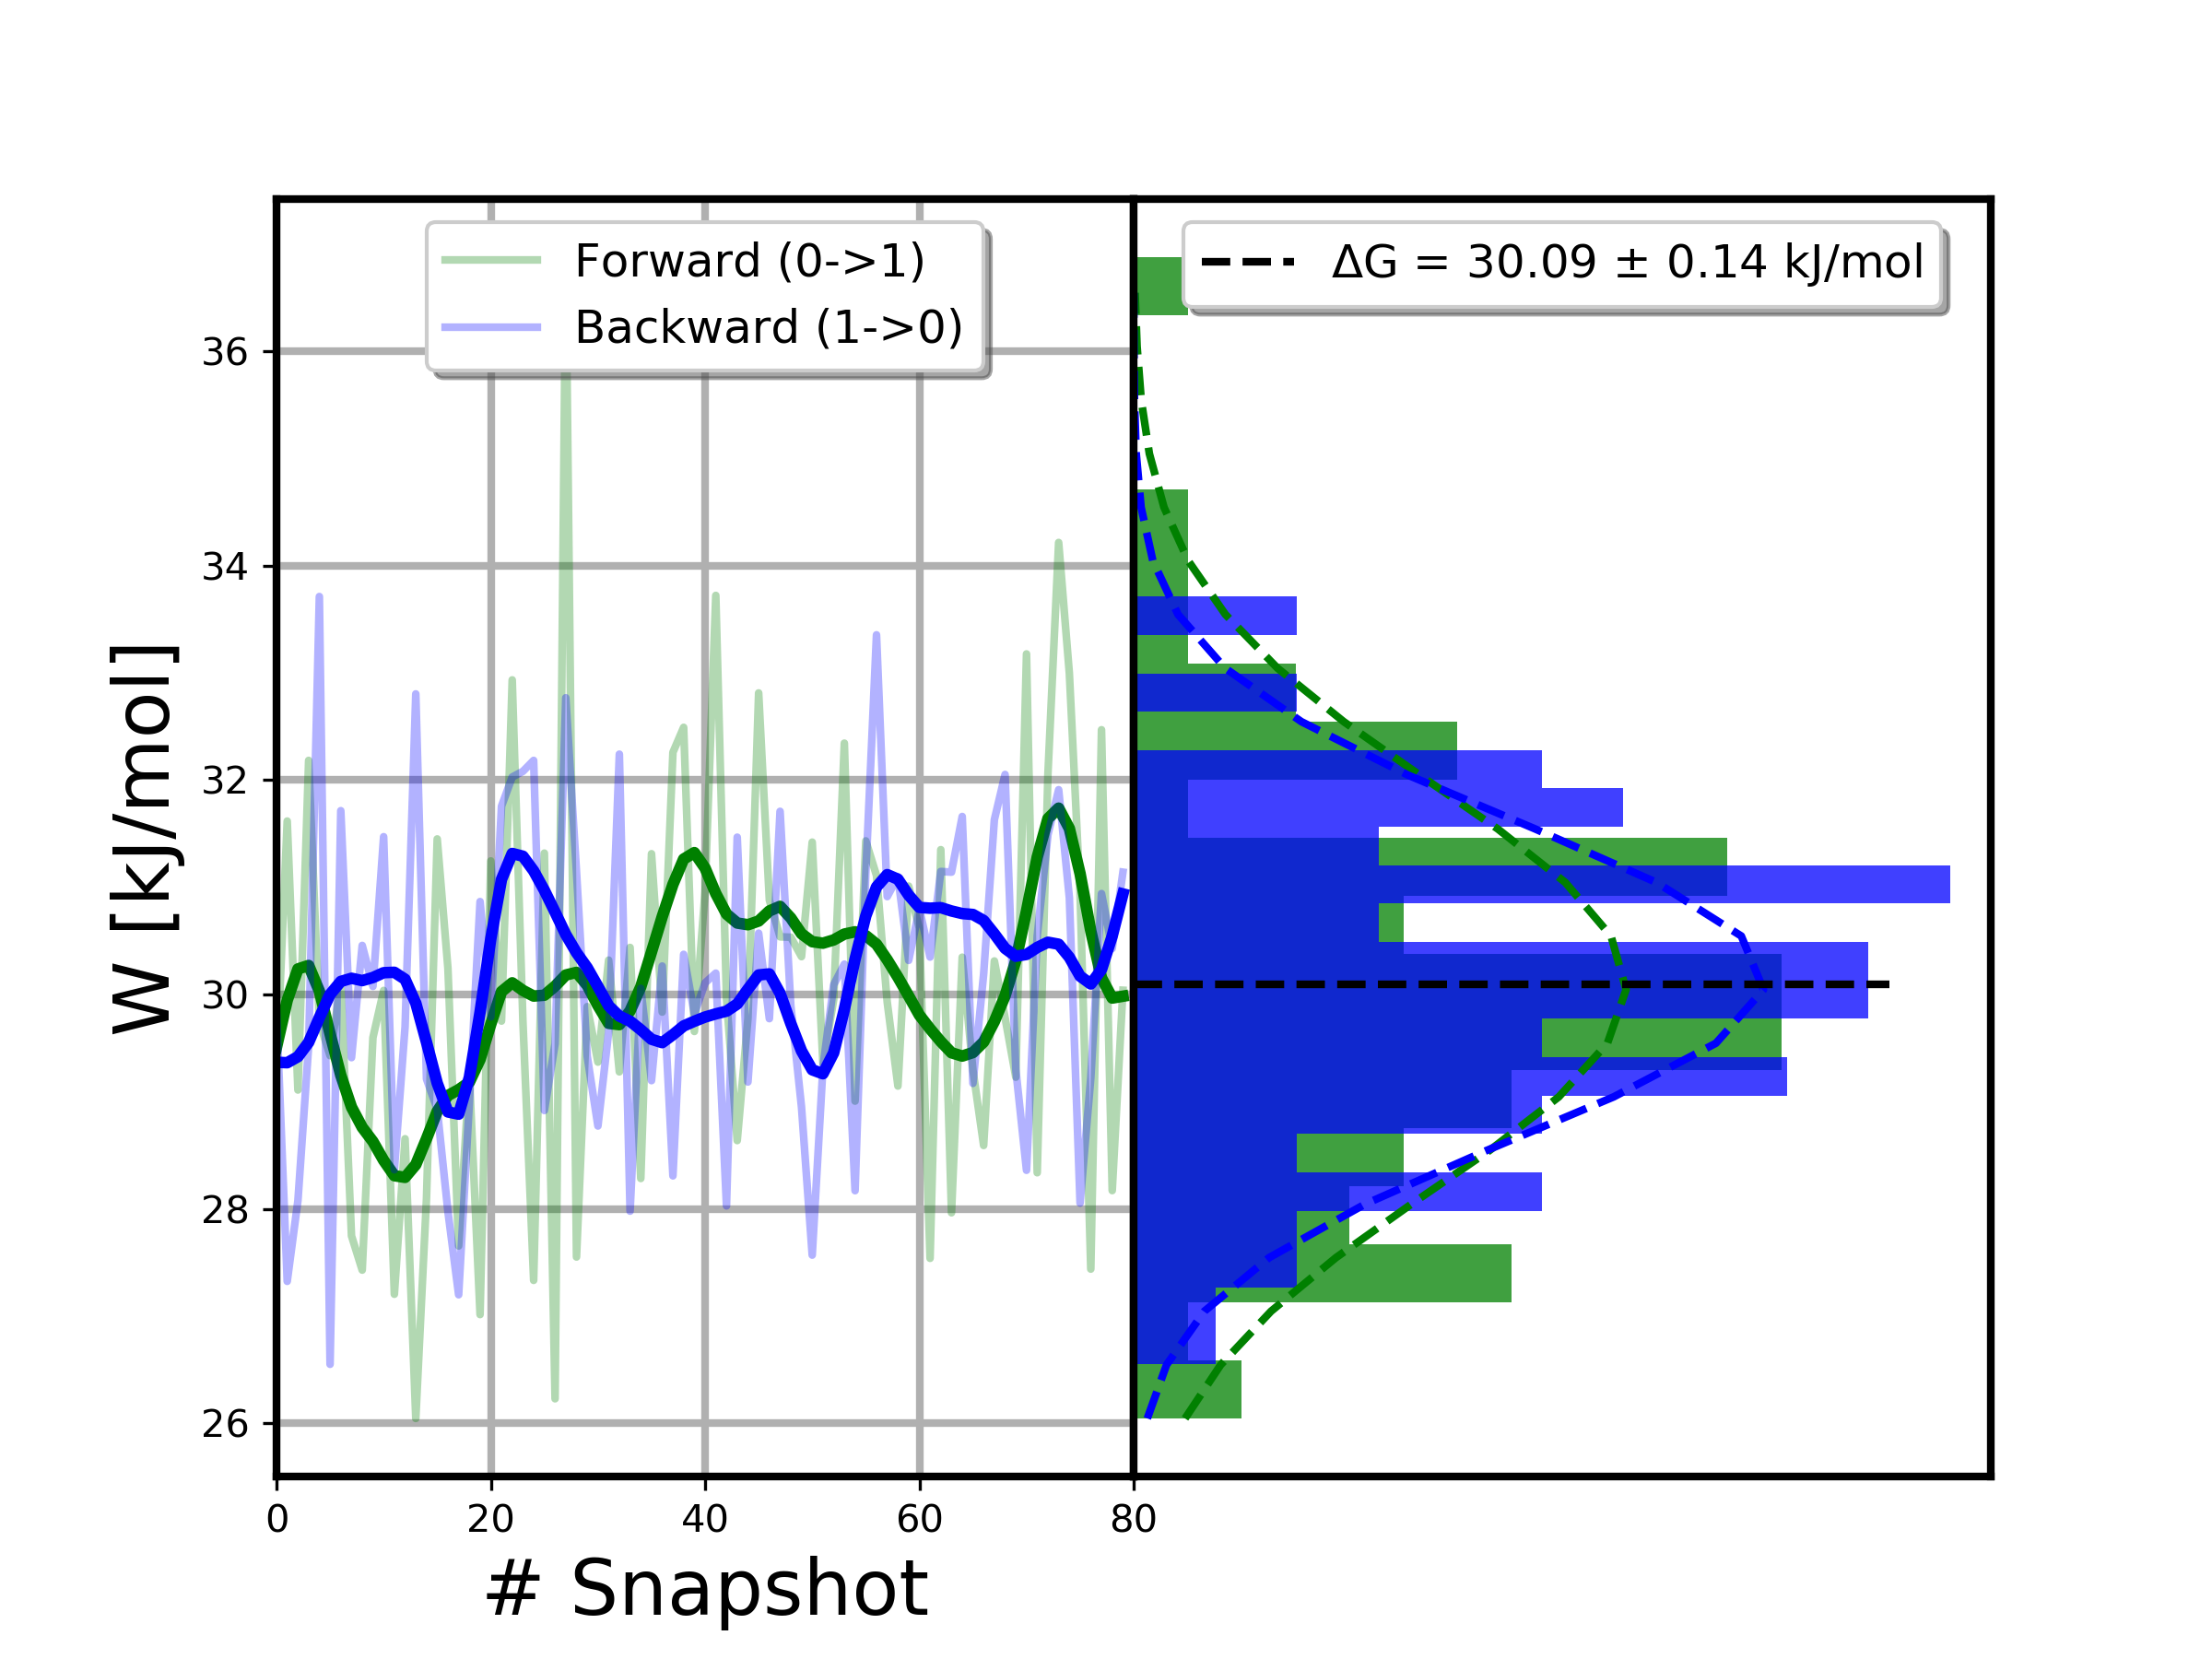 Forward (0->1)
Backward (1->0)
ΔG = 30.09 ± 0.14 kJ/mol
W [kJ/mol]
36
34
32
30
28
26
0 20 40 60 80
# Snapshot